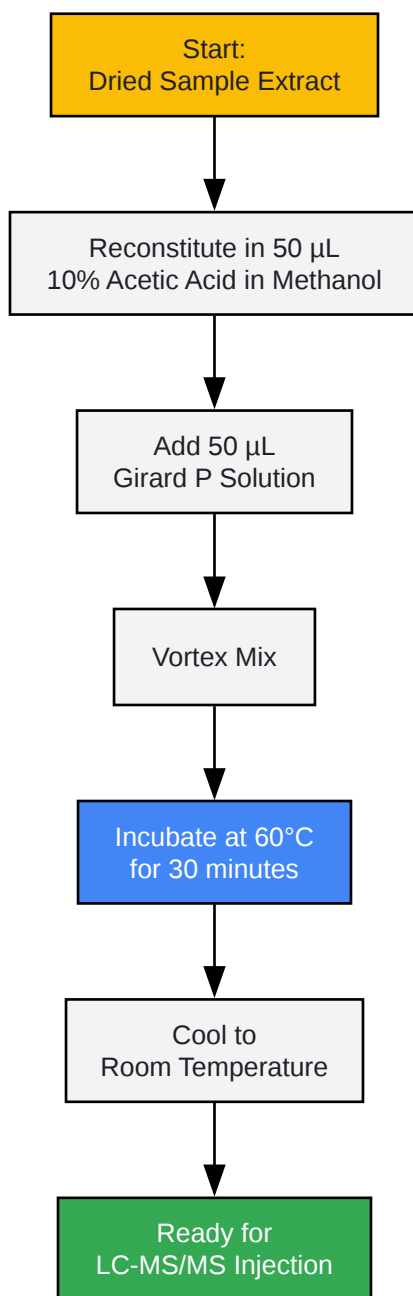 Start:
Dried Sample Extract
Reconstitute in 50 µL
10% Acetic Acid in Methanol
Add 50 µL
Girard P Solution
Vortex Mix
Incubate at 60°C
for 30 minutes
Cool to
Room Temperature
Ready for
LC-MS/MS Injection